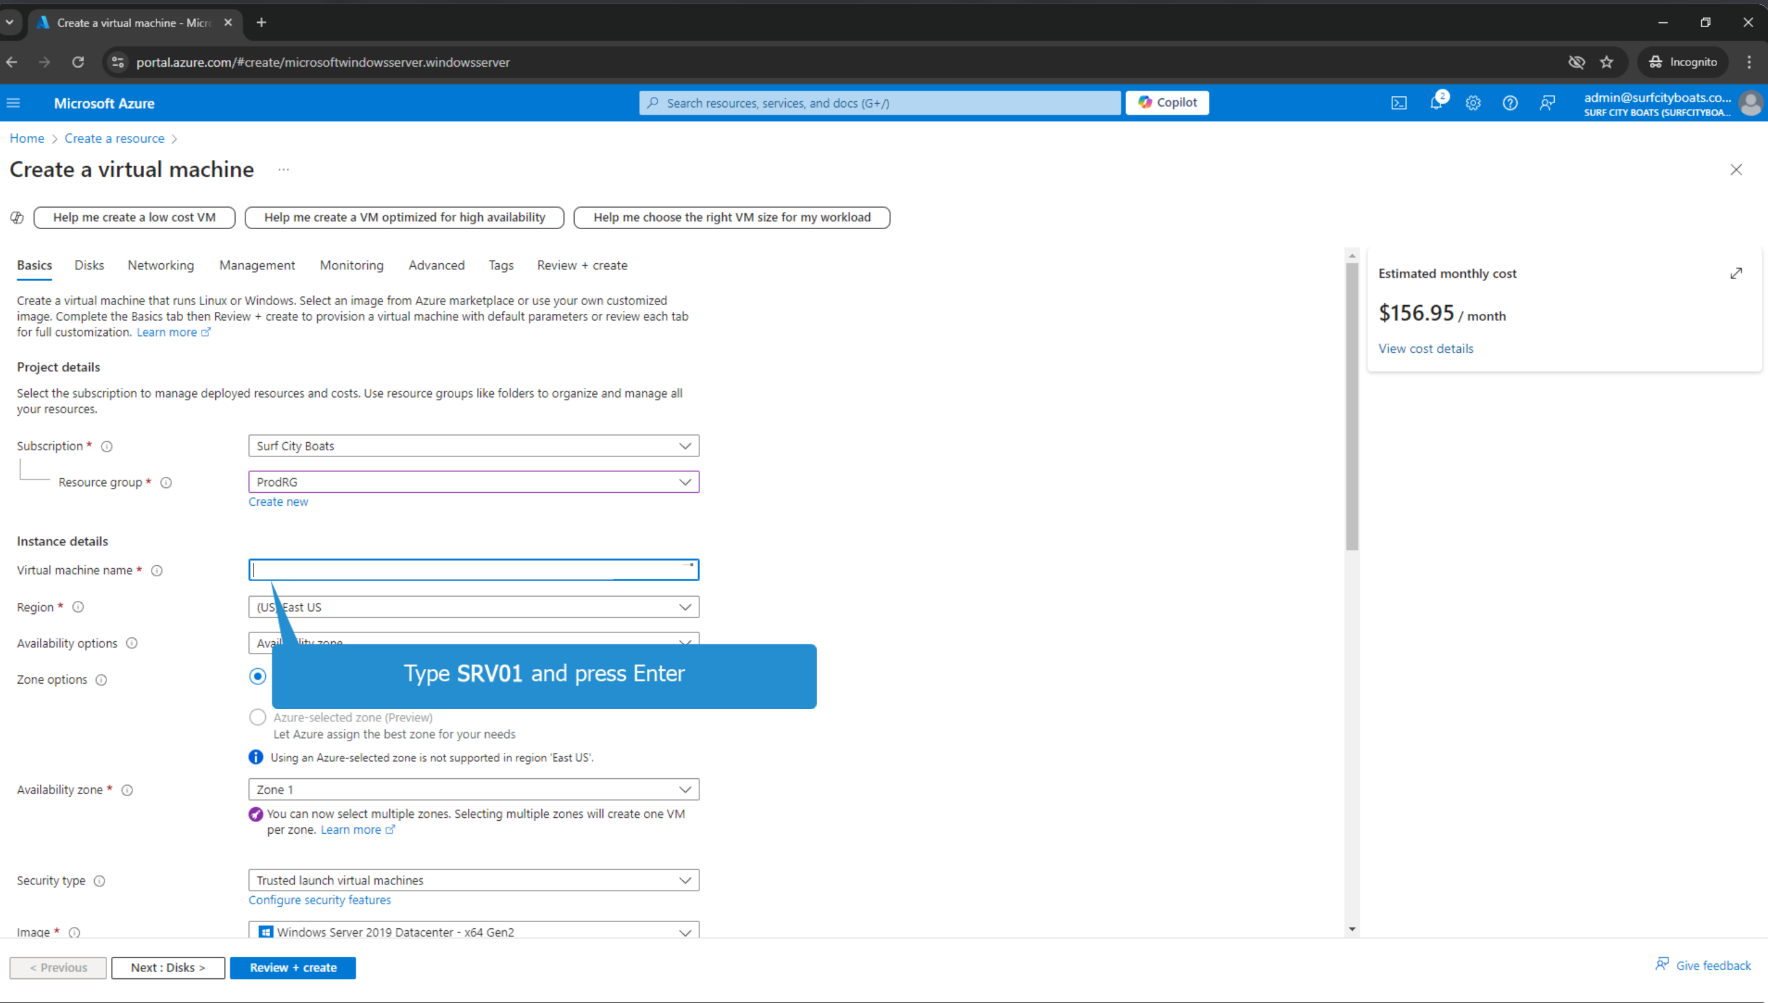 Create a virtual machine - Micr
portal.azure.com/#create/microsoftwindowsserver.windowsserver
Incognito
Microsoft Azure
Search resources, services, and docs (G+/)
Copilot
2
admin@surfcityboats.co...
SURF CITY BOATS (SURFCITYBOA...
Home > Create a resource >
Create a virtual machine ...
Help me create a low cost VM
Help me create a VM optimized for high availability
Help me choose the right VM size for my workload
Basics
Disks
Networking
Management
Monitoring
Advanced
Tags
Review + create
Create a virtual machine that runs Linux or Windows. Select an image from Azure marketplace or use your own customized
image. Complete the Basics tab then Review + create to provision a virtual machine with default parameters or review each tab
for full customization. Learn more
Project details
Select the subscription to manage deployed resources and costs. Use resource groups like folders to organize and manage all
your resources.
Subscription *
Surf City Boats
Resource group *
ProdRG
Create new
Instance details
Virtual machine name *
Region *
(US) East US
Availability options
Availability zone
Type SRV01 and press Enter
Zone options
Azure-selected zone (Preview)
Let Azure assign the best zone for your needs
Using an Azure-selected zone is not supported in region 'East US'.
Availability zone *
Zone 1
You can now select multiple zones. Selecting multiple zones will create one VM
per zone. Learn more
Security type
Trusted launch virtual machines
Configure security features
Image *
Windows Server 2019 Datacenter - x64 Gen2
Estimated monthly cost
$156.95 / month
View cost details
< Previous
Next : Disks >
Review + create
Give feedback